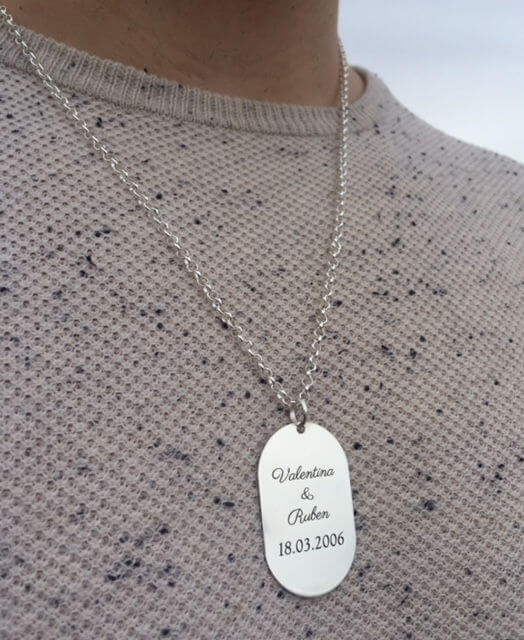 Valentina
&
Ruben
18.03.2006